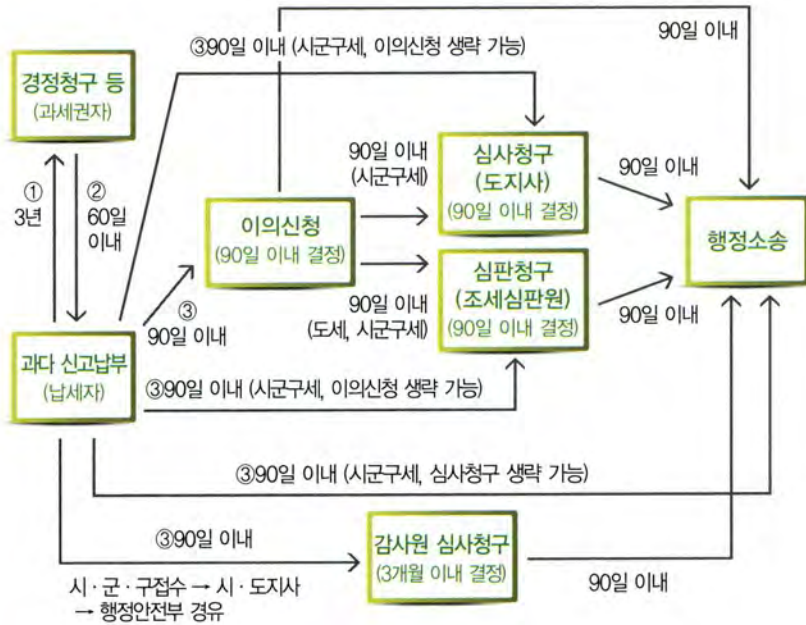 ③90일 이내 (시군구세, 이의신청 생략 가능)
90일 이내
경정청구 등
(과세권자)
①
3년
②
60일
이내
90일 이내
(시군구세)
심사청구
(도지사)
(90일 이내 결정)
90일 이내
이의신청
(90일 이내 결정)
행정소송
③
90일 이내
90일 이내
(도세, 시군구세)
심판청구
(조세심판원)
(90일 이내 결정)
90일 이내
과다 신고납부
(납세자)
③90일 이내 (시군구세, 이의신청 생략 가능)
③90일 이내 (시군구세, 심사청구 생략 가능)
③90일 이내
감사원 심사청구
(3개월 이내 결정)
90일 이내
시 · 군 · 구접수 → 시 · 도지사
→ 행정안전부 경유